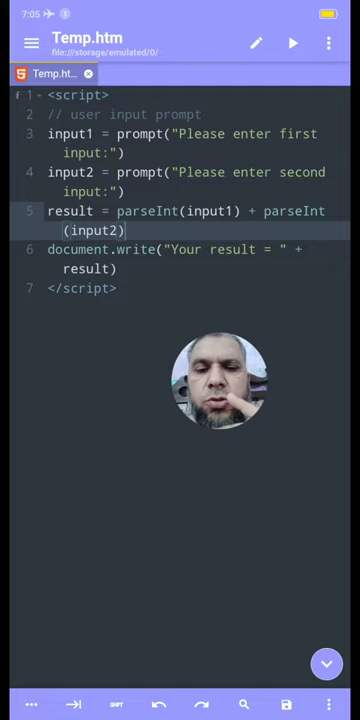 7:05
1
Temp.htm
file:///storage/emulated/0/
Temp.ht...
i 1 <script>
2 // user input prompt
3 input1 = prompt("Please enter first
input:")
4 input2 = prompt("Please enter second
input:")
5 result = parseInt(input1) + parseInt
(input2)
6 document.write("Your result = " +
result)
7 </script>
SHIFT